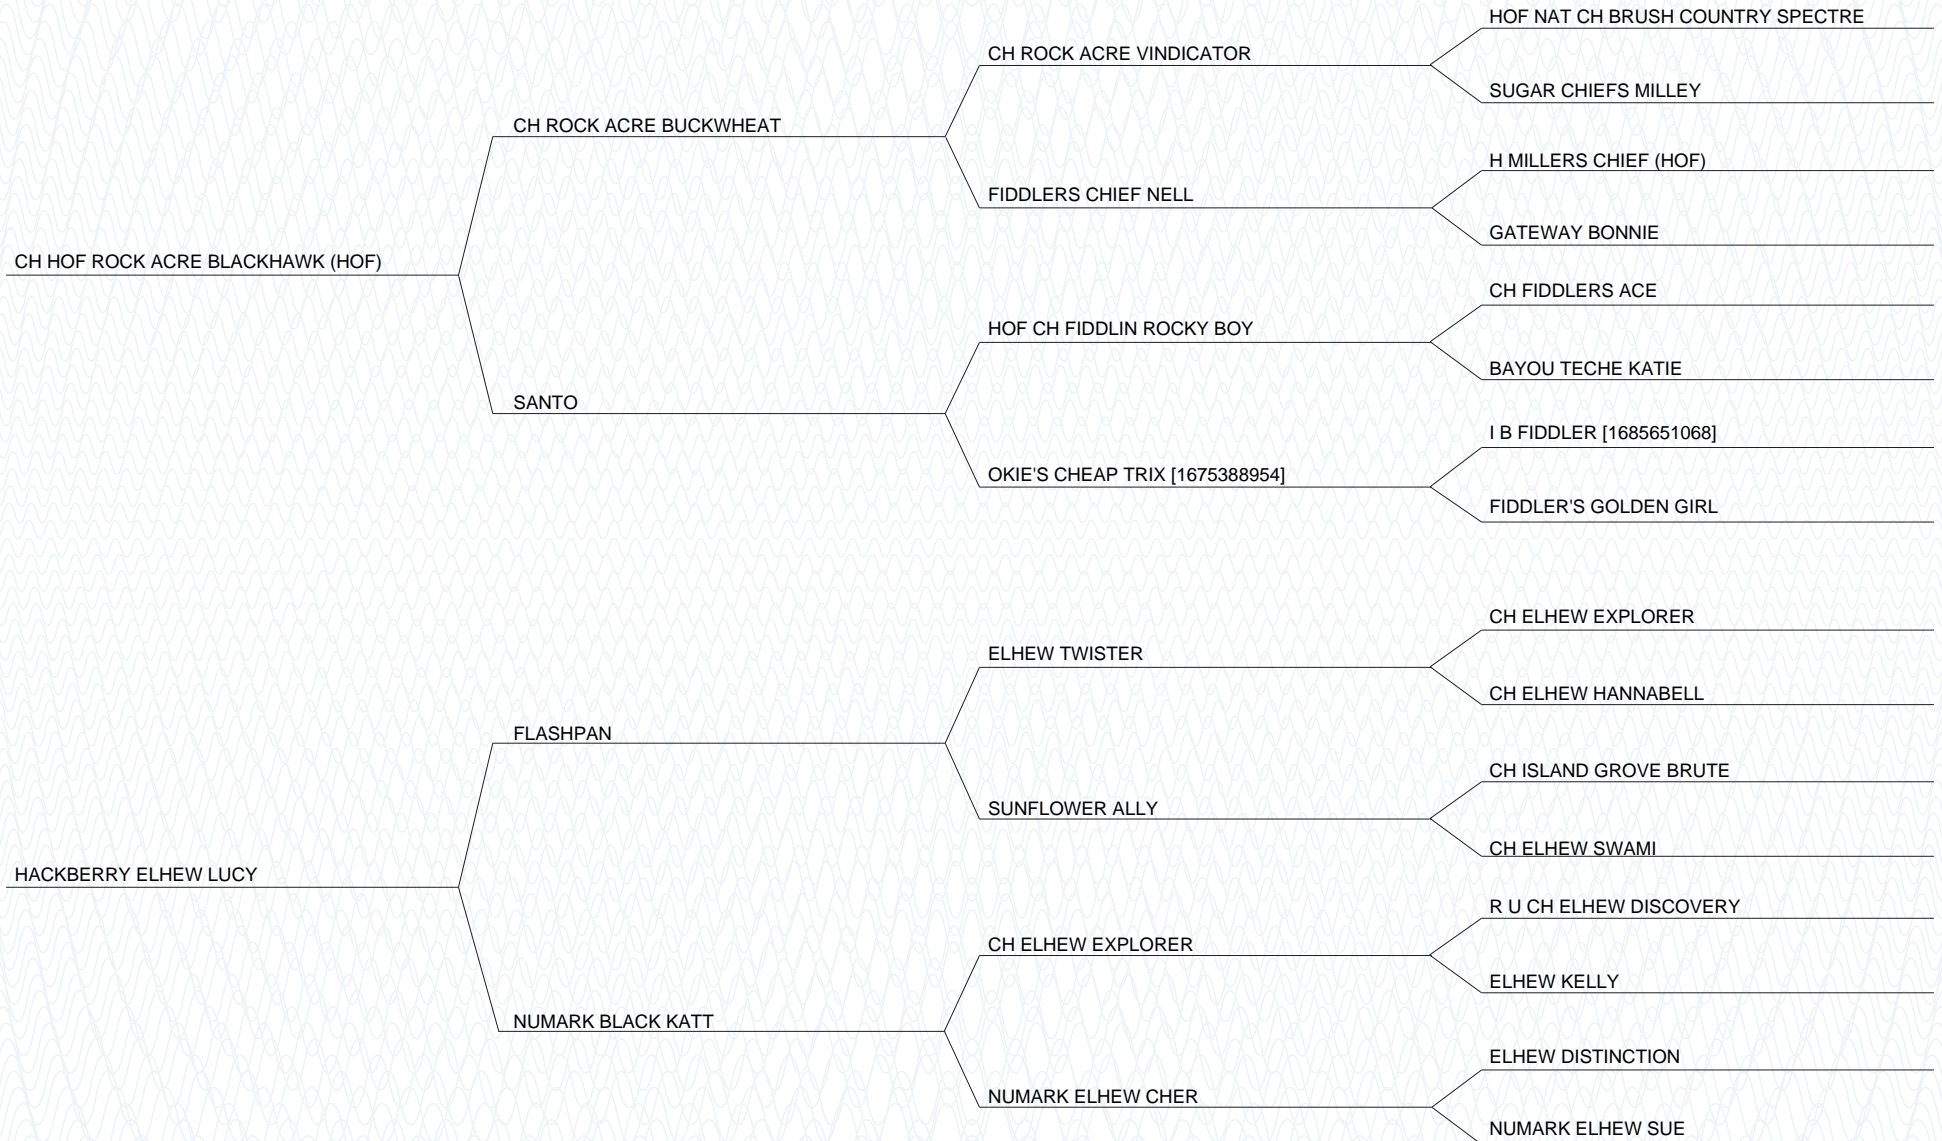 HOF NAT CH BRUSH COUNTRY SPECTRE
CH ROCK ACRE VINDICATOR
SUGAR CHIEFS MILLEY
CH ROCK ACRE BUCKWHEAT
H MILLERS CHIEF (HOF)
FIDDLERS CHIEF NELL
GATEWAY BONNIE
CH HOF ROCK ACRE BLACKHAWK (HOF)
CH FIDDLERS ACE
HOF CH FIDDLIN ROCKY BOY
BAYOU TECHE KATIE
SANTO
I B FIDDLER [1685651068]
OKIE'S CHEAP TRIX [1675388954]
FIDDLER'S GOLDEN GIRL
CH ELHEW EXPLORER
ELHEW TWISTER
CH ELHEW HANNABELL
FLASHPAN
CH ISLAND GROVE BRUTE
SUNFLOWER ALLY
CH ELHEW SWAMI
HACKBERRY ELHEW LUCY
R U CH ELHEW DISCOVERY
CH ELHEW EXPLORER
ELHEW KELLY
NUMARK BLACK KATT
ELHEW DISTINCTION
NUMARK ELHEW CHER
NUMARK ELHEW SUE